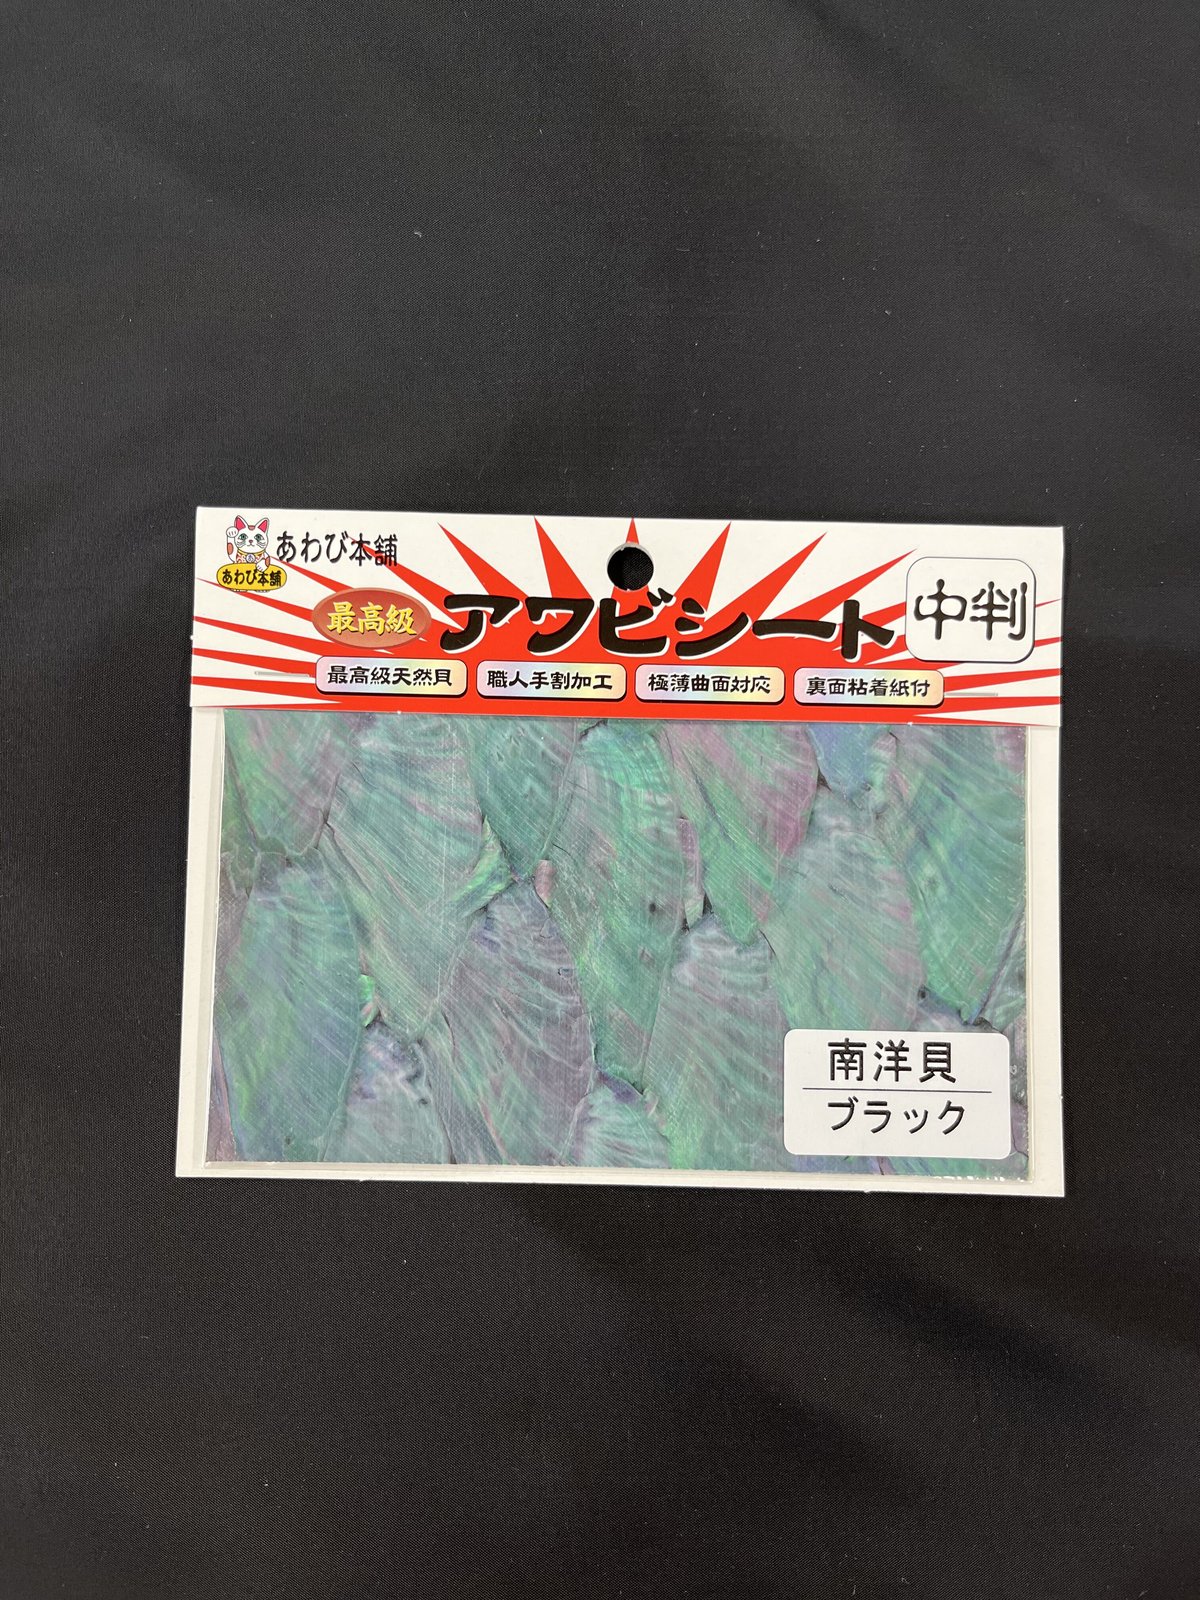 あわび本舗
あわび本舗
最高級
アワビシート
中判
最高級天然貝
職人手割加工
極薄曲面対応
裏面粘着紙付
南洋貝
ブラック